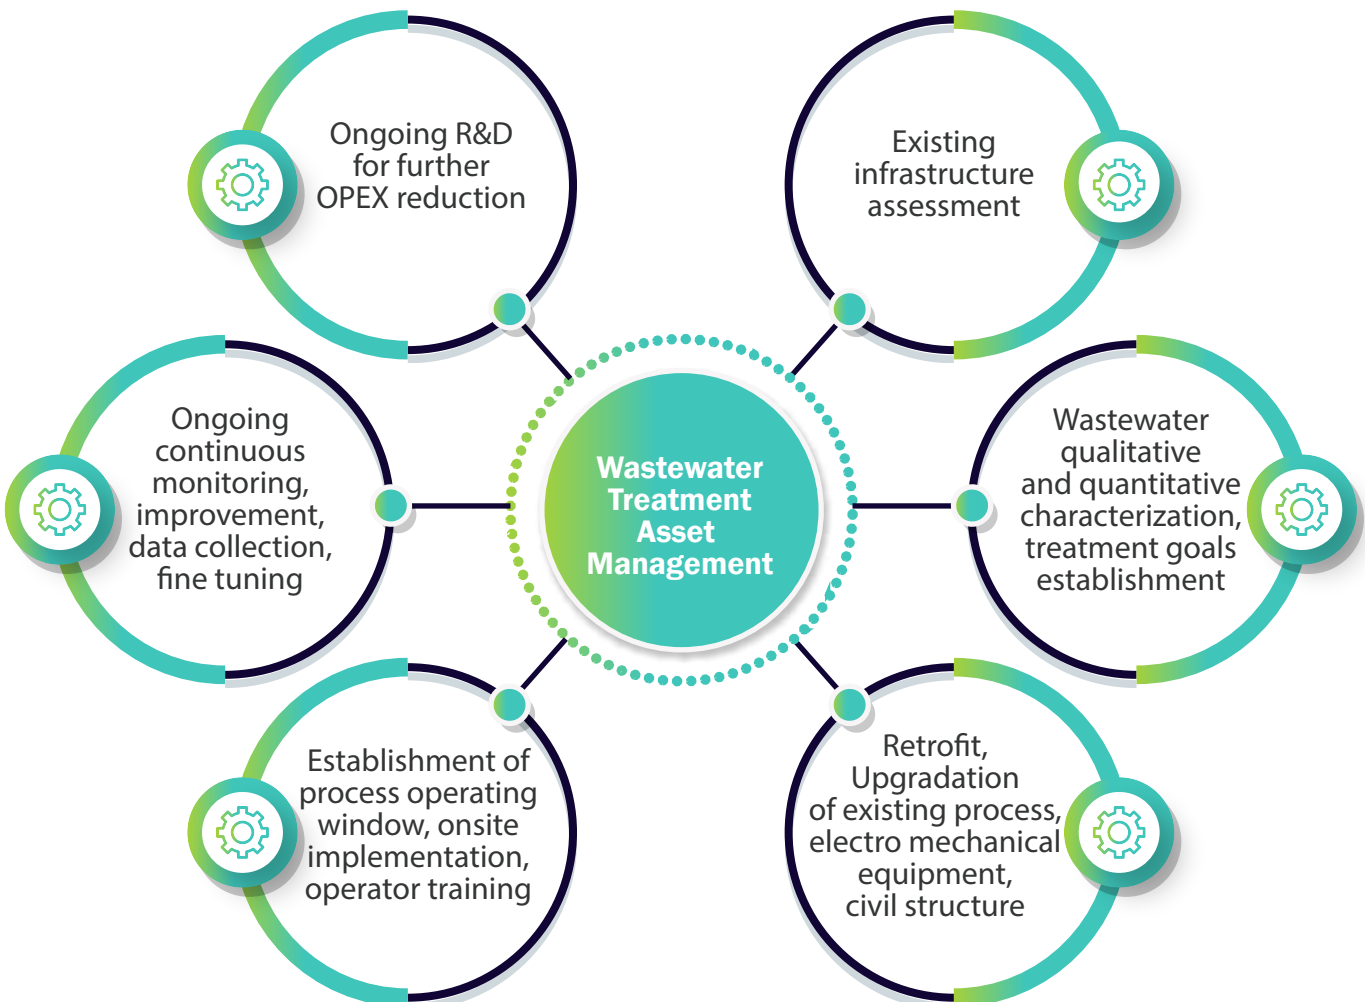 Ongoing R&D
for further
OPEX reduction
Existing
infrastructure
assessment
Ongoing
continuous
monitoring,
improvement,
data collection,
fine tuning
Wastewater
Treatment
Asset
Management
Wastewater
qualitative
and quantitative
characterization,
treatment goals
establishment
Establishment of
process operating
window, onsite
implementation,
operator training
Retrofit,
Upgradation
of existing process,
electro mechanical
equipment,
civil structure